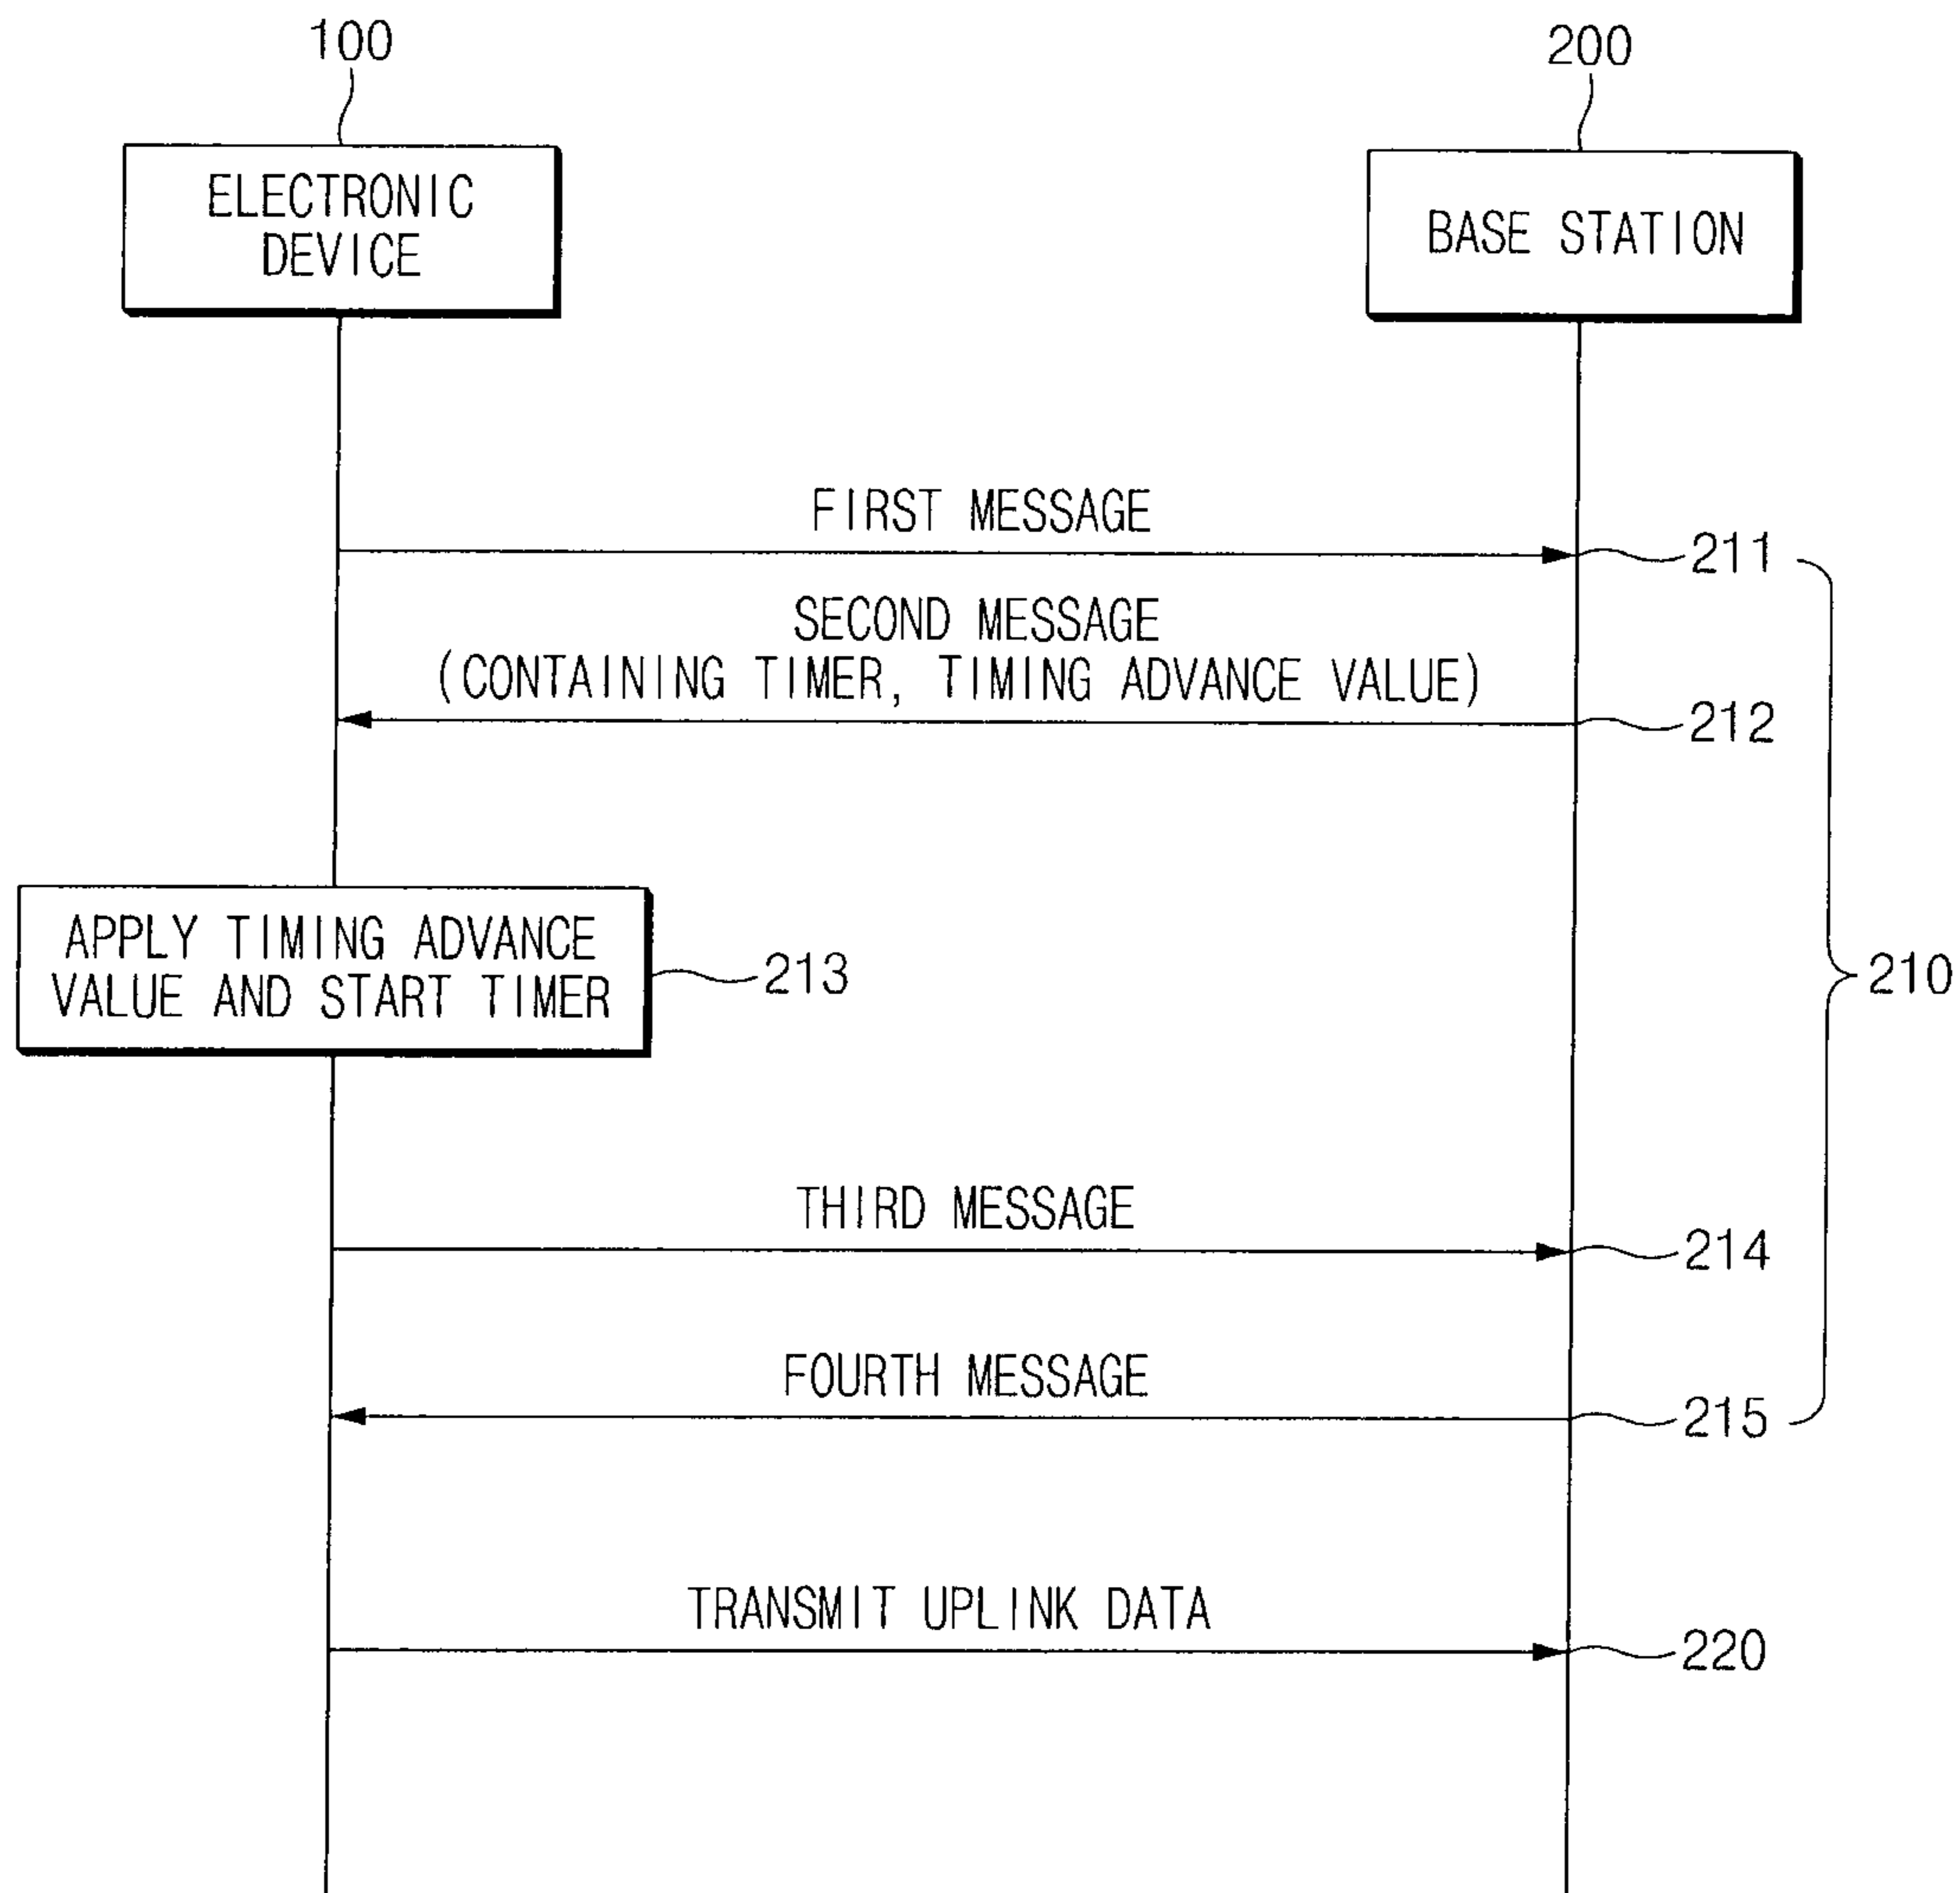 100
200
ELECTRONIC
DEVICE
BASE STATION
FIRST MESSAGE
211
SECOND MESSAGE
(CONTAINING TIMER, TIMING ADVANCE VALUE)
212
APPLY TIMING ADVANCE
VALUE AND START TIMER
213
210
THIRD MESSAGE
214
FOURTH MESSAGE
215
TRANSMIT UPLINK DATA
220